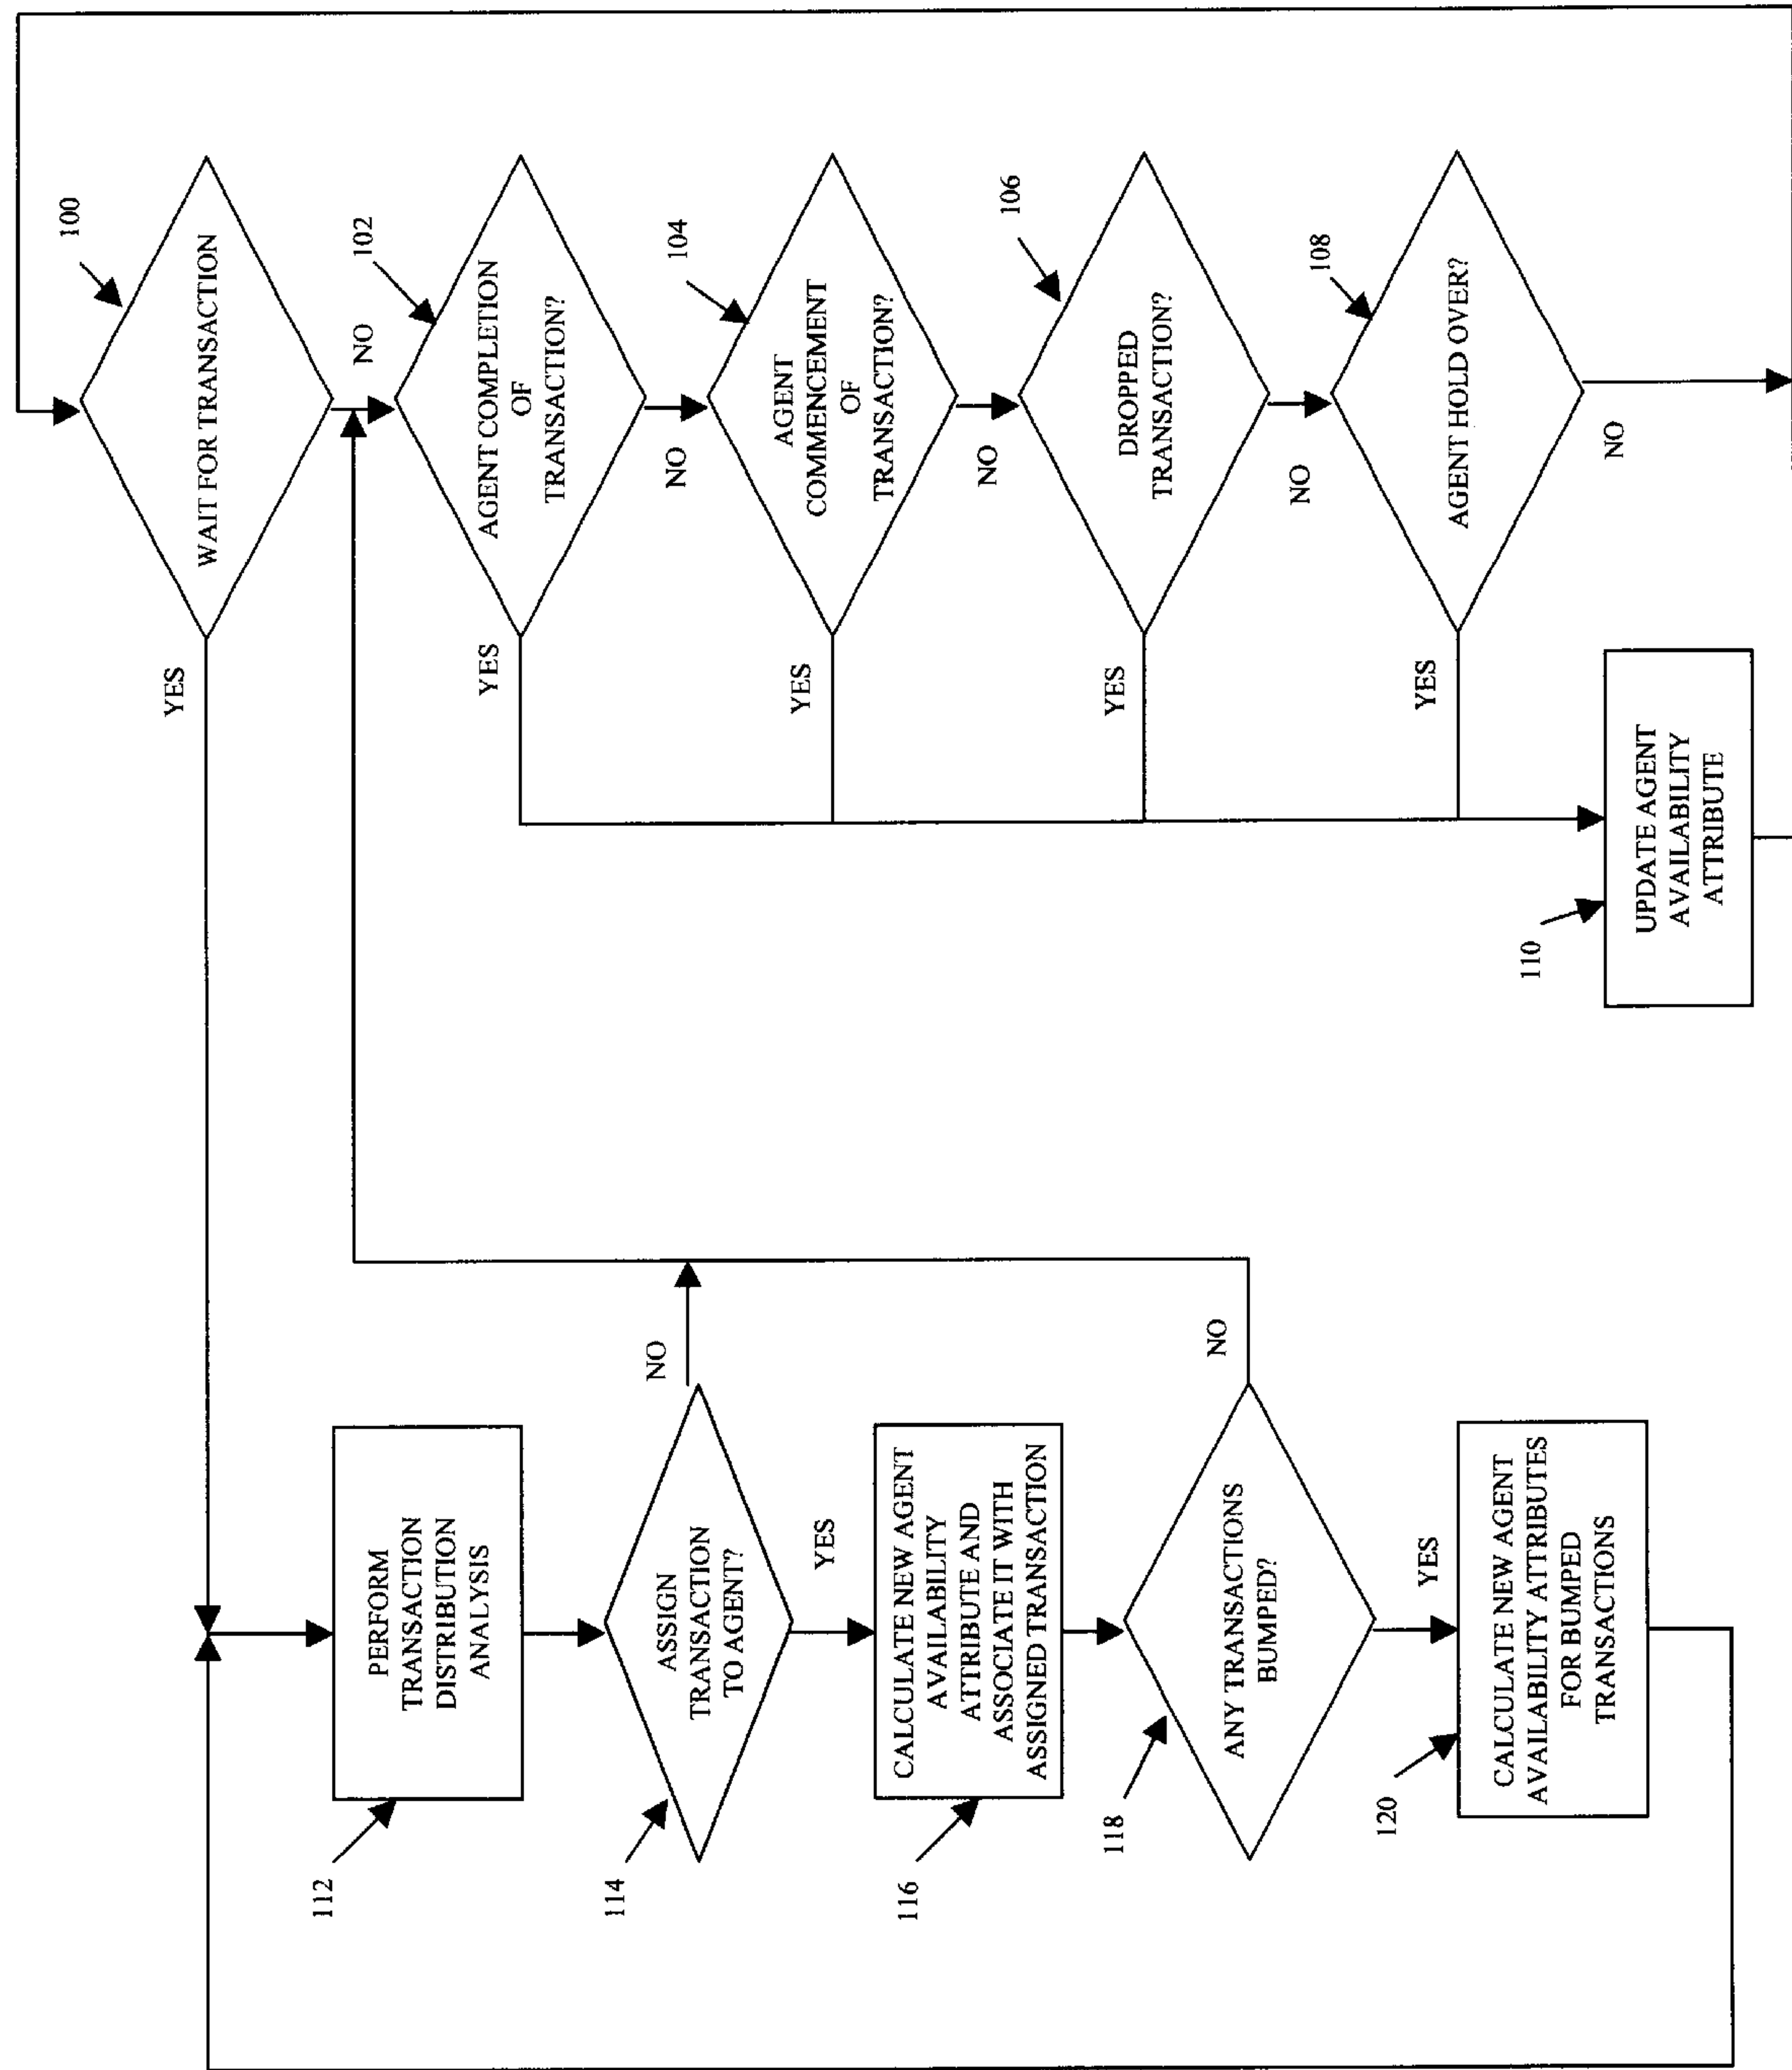 100
WAIT FOR TRANSACTION
YES
NO
102
AGENT COMPLETION
OF
TRANSACTION?
YES
NO
104
AGENT
COMMENCEMENT
OF
TRANSACTION?
YES
NO
106
DROPPED
TRANSACTION?
YES
NO
108
AGENT HOLD OVER?
YES
NO
110
UPDATE AGENT
AVAILABILITY
ATTRIBUTE
112
PERFORM
TRANSACTION
DISTRIBUTION
ANALYSIS
114
ASSIGN
TRANSACTION
TO AGENT?
NO
YES
116
CALCULATE NEW AGENT
AVAILABILITY
ATTRIBUTE AND
ASSOCIATE IT WITH
ASSIGNED TRANSACTION
118
ANY TRANSACTIONS
BUMPED?
NO
YES
120
CALCULATE NEW AGENT
AVAILABILITY ATTRIBUTES
FOR BUMPED
TRANSACTIONS